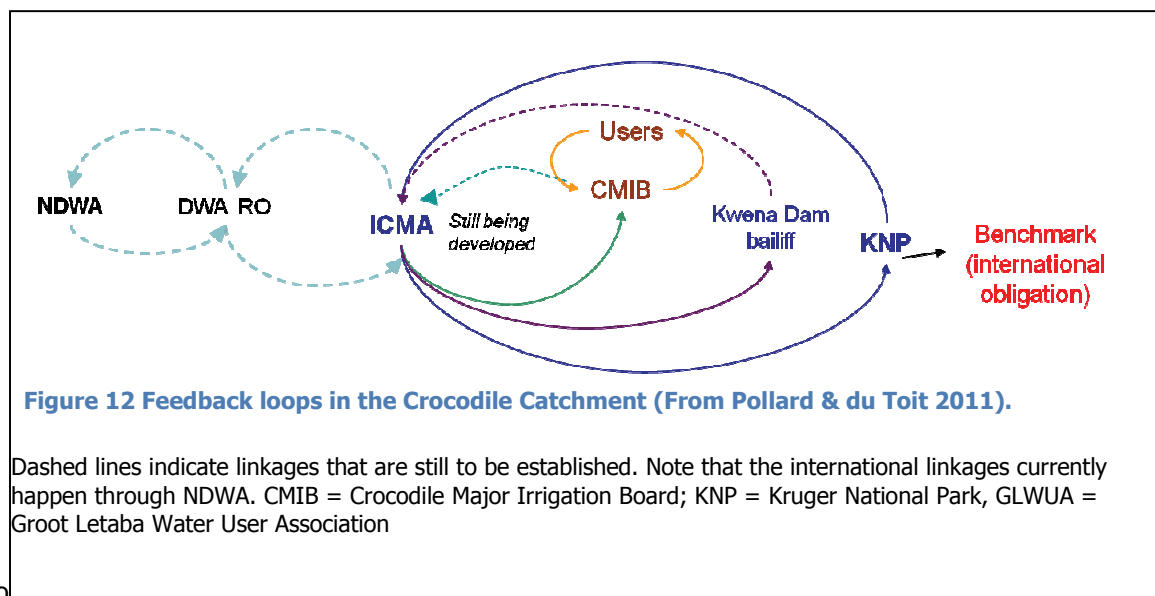 Users
CMIB
NDWA
DWA RO
ICMA
Still being
developed
Kwena Dam
bailiff
KNP
Benchmark
(international
obligation)
Figure 12 Feedback loops in the Crocodile Catchment (From Pollard & du Toit 2011).
Dashed lines indicate linkages that are still to be established. Note that the international linkages currently
happen through NDWA. CMIB = Crocodile Major Irrigation Board; KNP = Kruger National Park, GLWUA =
Groot Letaba Water User Association